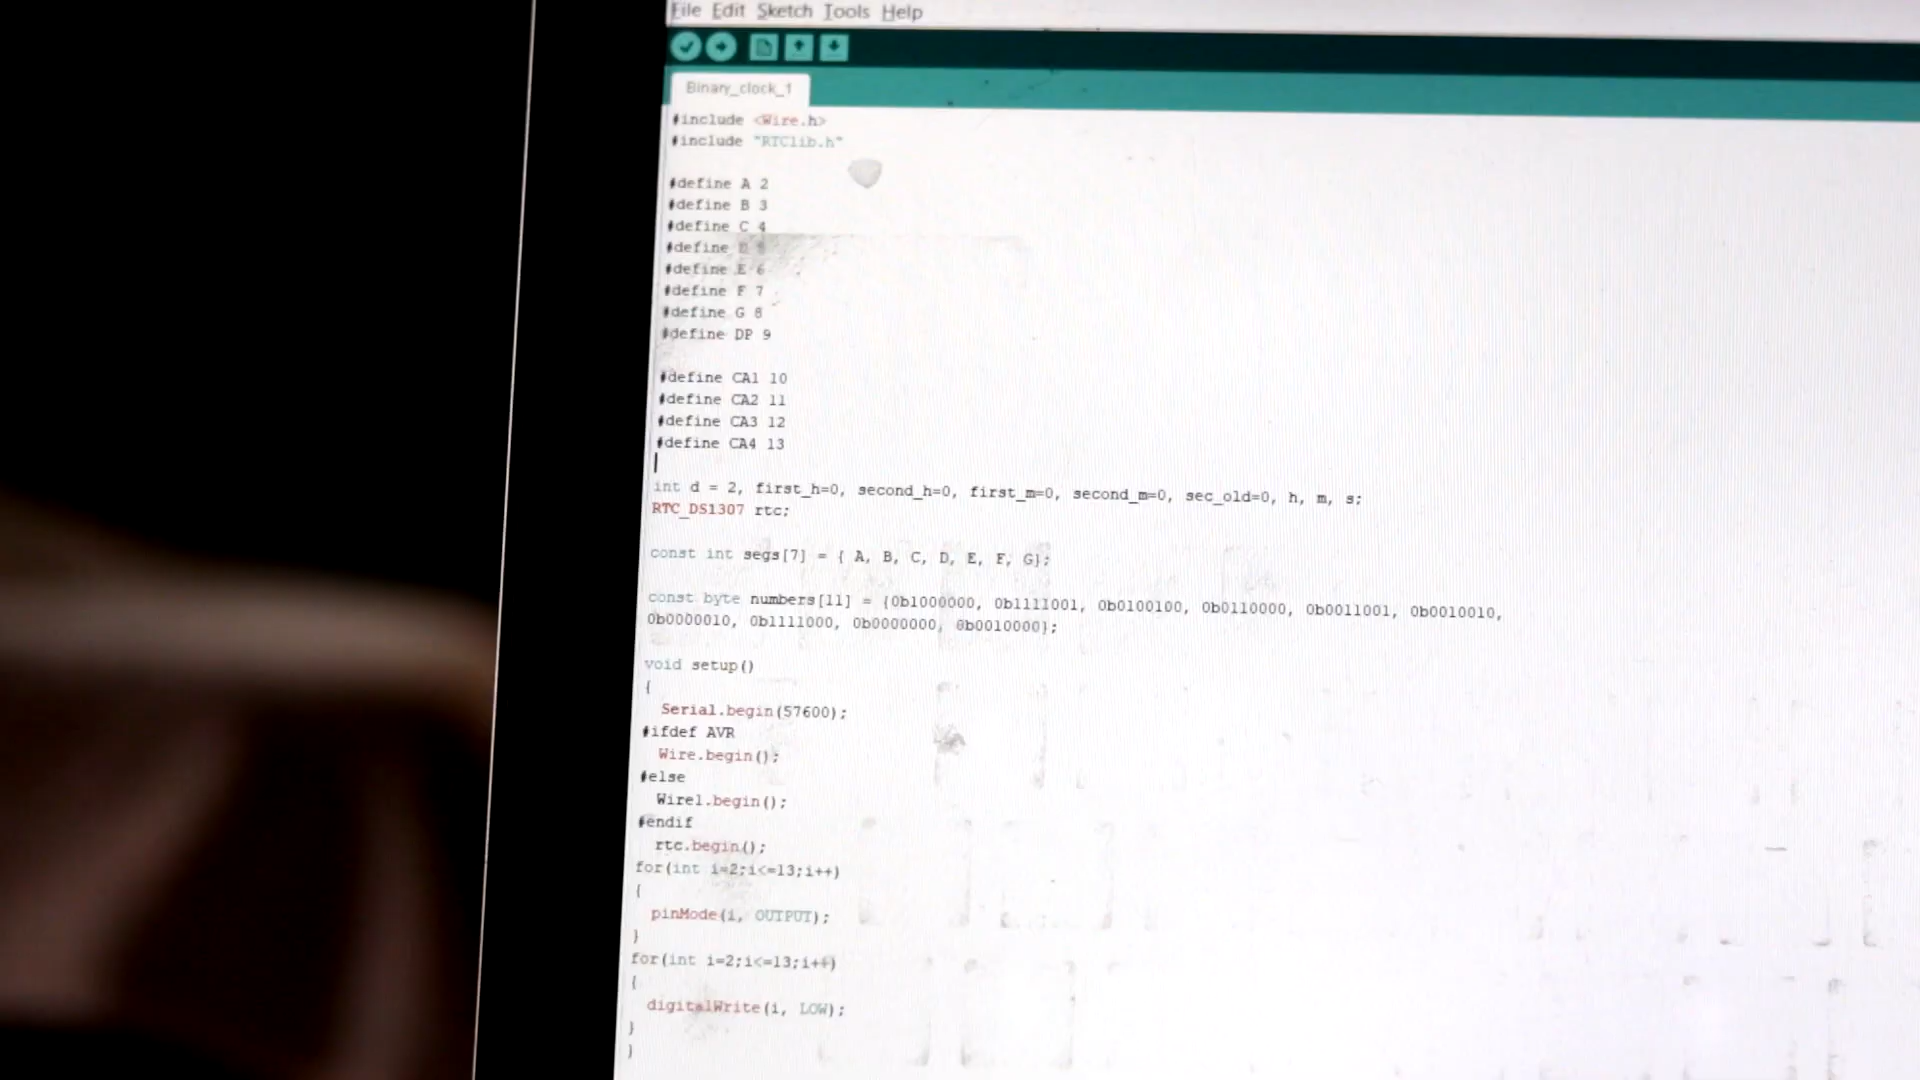 File Edit Sketch Tools Help
Binary_clock_1
#include <Wire.h>
#include "RTClib.h"
#define A 2
#define B 3
#define C 4
#define D 5
#define E 6
#define F 7
#define G 8
#define DP 9
#define CA1 10
#define CA2 11
#define CA3 12
#define CA4 13
int d = 2, first_h=0, second_h=0, first_m=0, second_m=0, sec_old=0, h, m, s;
RTC_DS1307 rtc;
const int segs[7] = { A, B, C, D, E, F, G};
const byte numbers[11] = {0b1000000, 0b1111001, 0b0100100, 0b0110000, 0b0011001, 0b0010010,
0b0000010, 0b1111000, 0b0000000, 0b0010000};
void setup()
{
Serial.begin(57600);
#ifdef AVR
Wire.begin();
#else
Wire1.begin();
#endif
rtc.begin();
for(int i=2;i<=13;i++)
{
pinMode(i, OUTPUT);
}
for(int i=2;i<=13;i++)
{
digitalWrite(i, LOW);
}
}